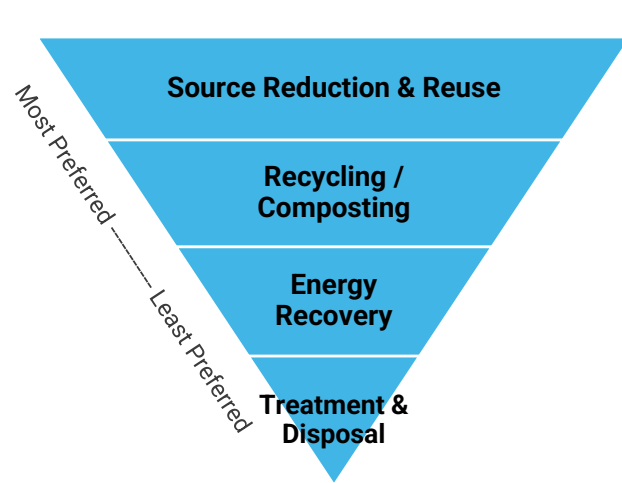 Source Reduction & Reuse
Recycling /
Composting
Energy
Recovery
Treatment &
Disposal
Most Preferred ---------- Least Preferred